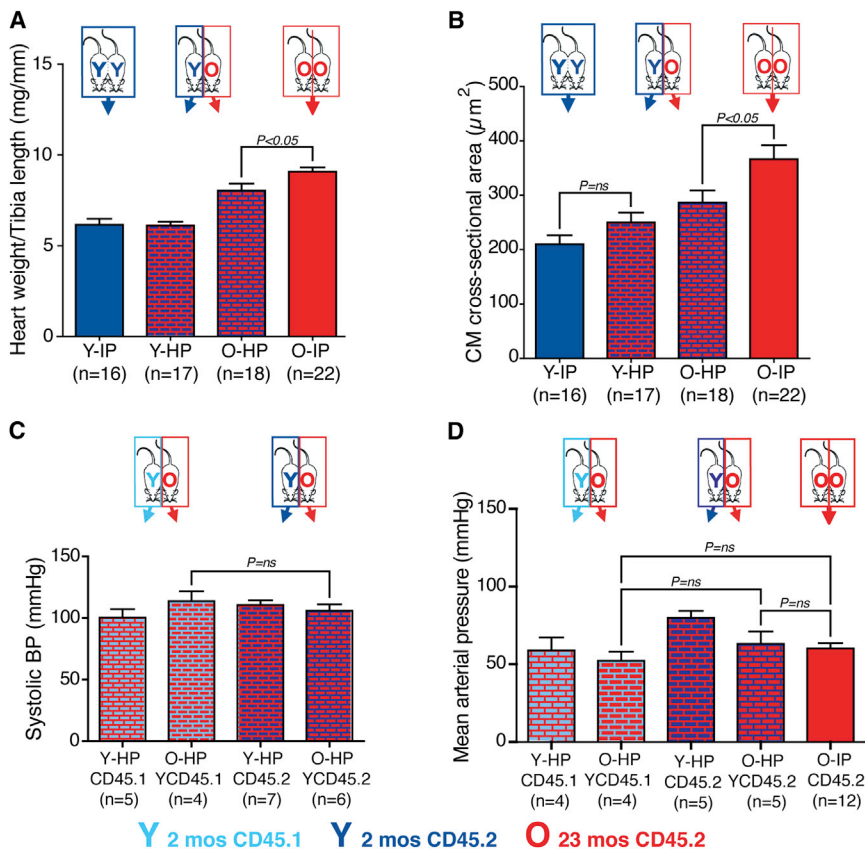 A
Heart weight/Tibia length (mg/mm)
15
10
5
0
Y Y
Y O
O O
P<0.05
Y-IP
(n=16)
Y-HP
(n=17)
O-HP
(n=18)
O-IP
(n=22)
B
CM cross-sectional area (μm²)
500
400
300
200
100
0
Y Y
Y O
O O
P=ns
P<0.05
Y-IP
(n=16)
Y-HP
(n=17)
O-HP
(n=18)
O-IP
(n=22)
C
Systolic BP (mmHg)
150
100
50
0
Y O
Y O
P=ns
Y-HP
CD45.1
(n=5)
O-HP
YCD45.1
(n=4)
Y-HP
CD45.2
(n=7)
O-HP
YCD45.2
(n=6)
D
Mean arterial pressure (mmHg)
150
100
50
0
Y O
Y O
O O
P=ns
P=ns
P=ns
Y-HP
CD45.1
(n=4)
O-HP
YCD45.1
(n=4)
Y-HP
CD45.2
(n=5)
O-HP
YCD45.2
(n=5)
O-IP
CD45.2
(n=12)
Y 2 mos CD45.1 Y 2 mos CD45.2 O 23 mos CD45.2